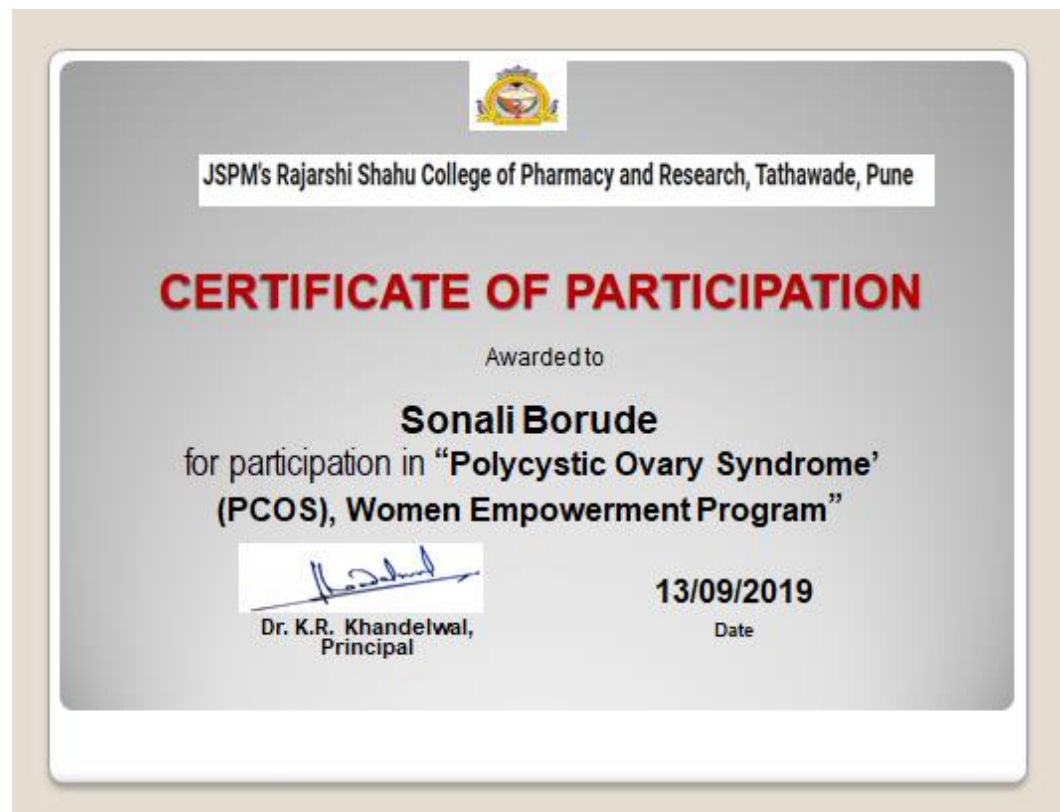 JSPM's Rajarshi Shahu College of Pharmacy and Research, Tathawade, Pune
CERTIFICATE OF PARTICIPATION
Awarded to
Sonali Borude
for participation in “Polycystic Ovary Syndrome’
(PCOS), Women Empowerment Program”
13/09/2019
Dr. K.R. Khandelwal,
Principal
Date